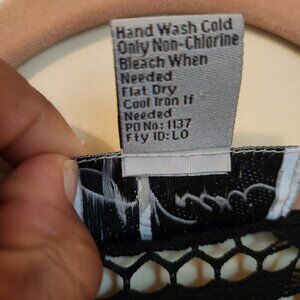 Hand Wash Cold
Only Non-Chlorine
Bleach When
Needed
Flat Dry
Cool Iron If
Needed
PO No: 1137
Fty ID: LO